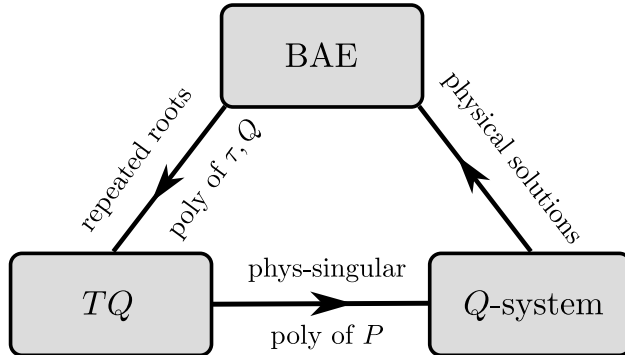 BAE
repeated roots
poly of τ, Q
physical solutions
TQ
phys-singular
poly of P
Q-system